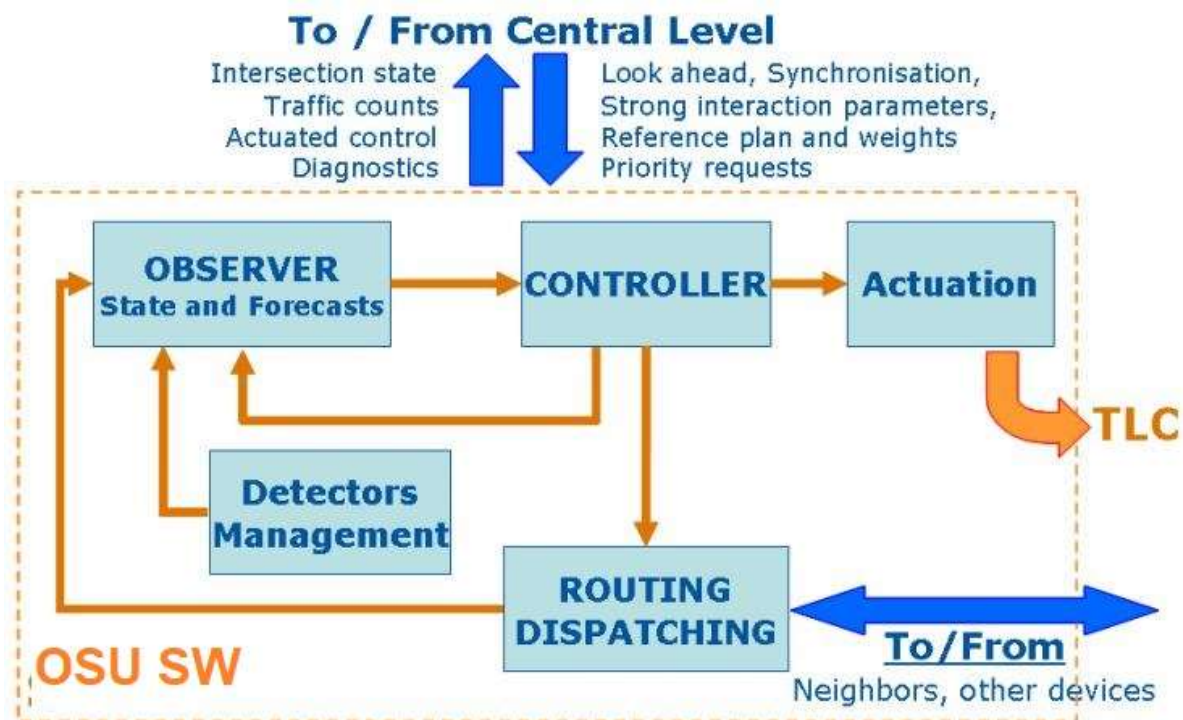 To / From Central Level
Intersection state
Traffic counts
Actuated control
Diagnostics
Look ahead, Synchronisation,
Strong interaction parameters,
Reference plan and weights
Priority requests
OBSERVER
State and Forecasts
CONTROLLER
Actuation
TLC
Detectors
Management
ROUTING
DISPATCHING
To/From
Neighbors, other devices
OSU SW